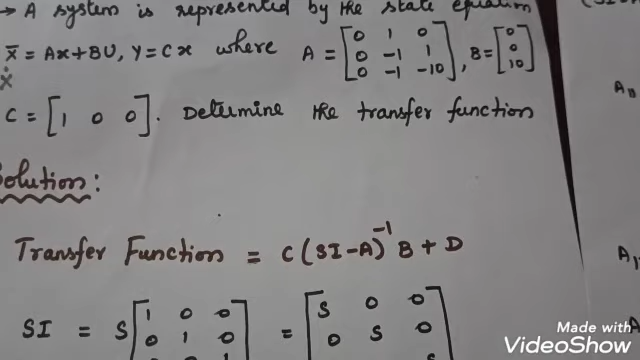 → A system is represented by the state equation
X̄ = Ax + BU, Y = Cx where A = [0 1 0; 0 -1 1; 0 -1 -10], B = [0; 0; 10]
Ẋ
C = [1 0 0]. Determine the transfer function
Solution:
Transfer Function = C(SI-A)⁻¹ B + D
SI = S[1 0 0; 0 1 0; = [S 0 0; 0 S 0;
Made with
VideoShow